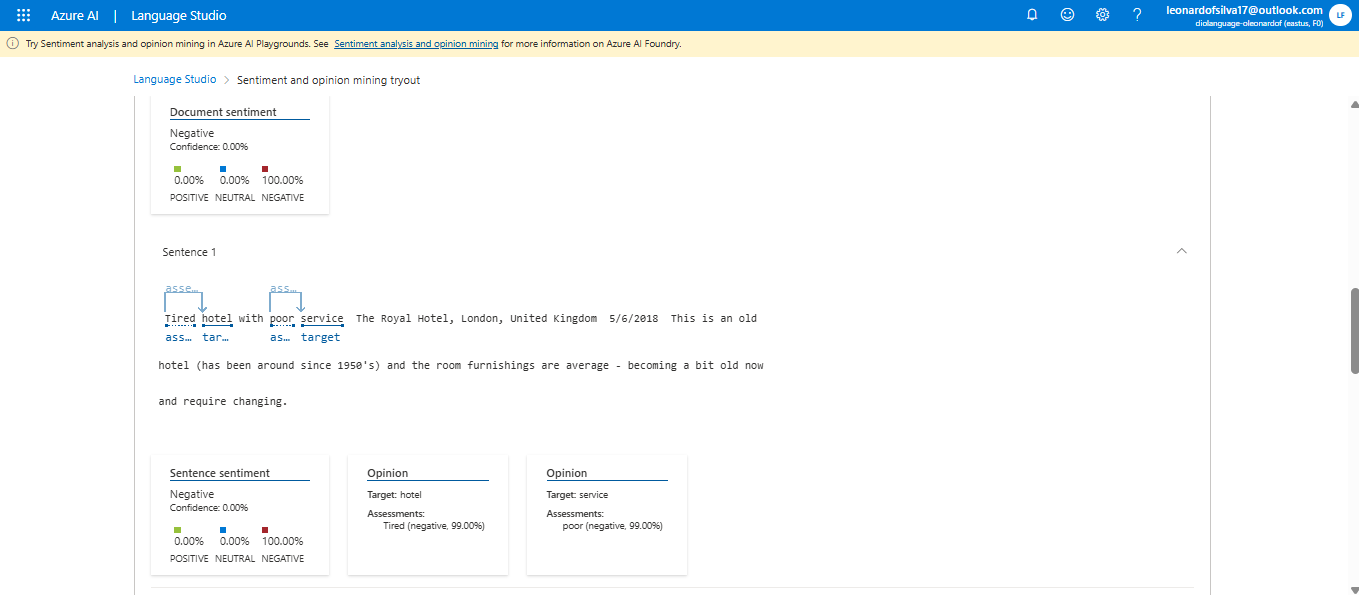 Azure AI | Language Studio
leonardofsilva17@outlook.com
diolanguage-oleonardof (eastus, F0)
LF
Try Sentiment analysis and opinion mining in Azure AI Playgrounds. See Sentiment analysis and opinion mining for more information on Azure AI Foundry.
Language Studio > Sentiment and opinion mining tryout
Document sentiment
Negative
Confidence: 0.00%
0.00% 0.00% 100.00%
POSITIVE NEUTRAL NEGATIVE
Sentence 1
asse... ass...
Tired hotel with poor service The Royal Hotel, London, United Kingdom 5/6/2018 This is an old
ass... tar... as... target
hotel (has been around since 1950's) and the room furnishings are average - becoming a bit old now
and require changing.
Sentence sentiment
Negative
Confidence: 0.00%
0.00% 0.00% 100.00%
POSITIVE NEUTRAL NEGATIVE
Opinion
Target: hotel
Assessments:
Tired (negative, 99.00%)
Opinion
Target: service
Assessments:
poor (negative, 99.00%)